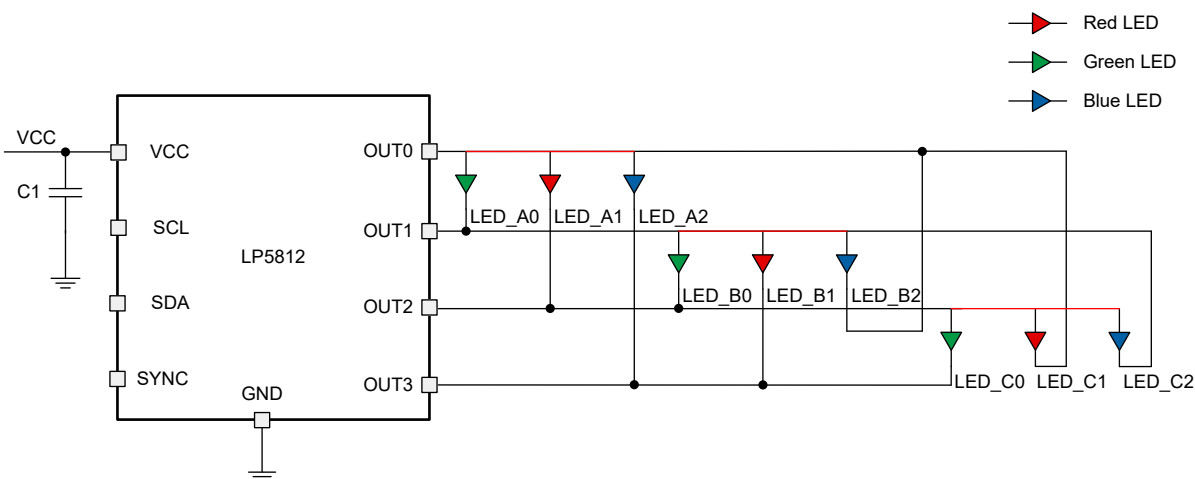 Red LED
Green LED
Blue LED
VCC
C1
VCC
SCL
SDA
SYNC
LP5812
GND
OUT0
OUT1
OUT2
OUT3
LED_A0 LED_A1 LED_A2
LED_B0 LED_B1 LED_B2
LED_C0 LED_C1 LED_C2